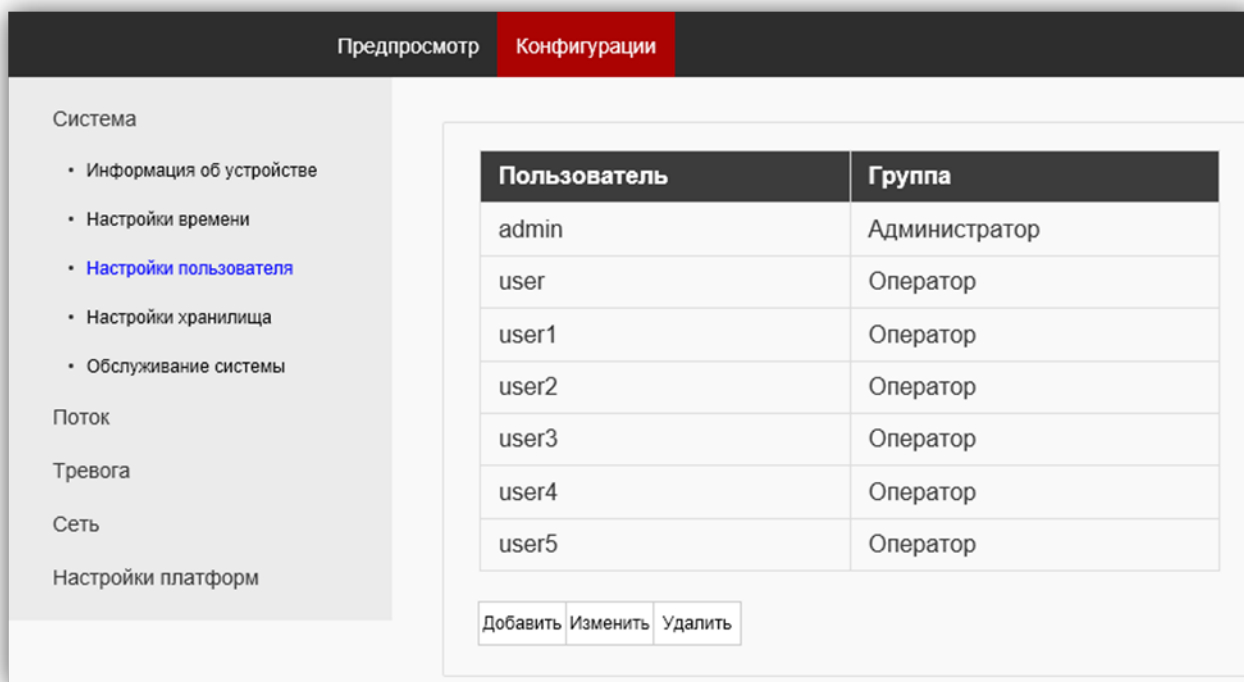 Предпросмотр Конфигурации
Система
• Информация об устройстве
• Настройки времени
• Настройки пользователя
• Настройки хранилища
• Обслуживание системы
Поток
Тревога
Сеть
Настройки платформ
Пользователь Группа
admin Администратор
user Оператор
user1 Оператор
user2 Оператор
user3 Оператор
user4 Оператор
user5 Оператор
Добавить Изменить Удалить